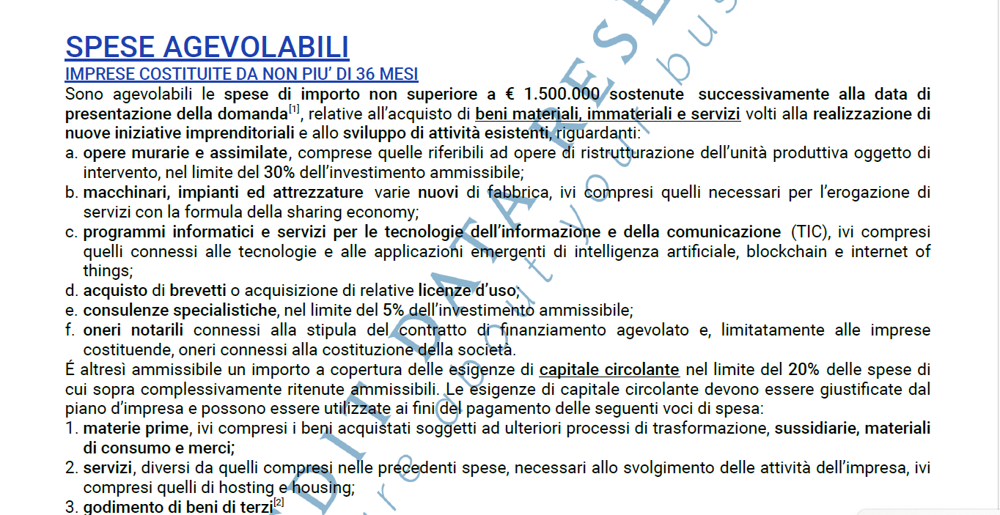 SPESE AGEVOLABILI
IMPRESE COSTITUITE DA NON PIU’ DI 36 MESI
Sono agevolabili le spese di importo non superiore a € 1.500.000 sostenute successivamente alla data di
presentazione della domanda[1], relative all’acquisto di beni materiali, immateriali e servizi volti alla realizzazione di
nuove iniziative imprenditoriali e allo sviluppo di attività esistenti, riguardanti:
a. opere murarie e assimilate, comprese quelle riferibili ad opere di ristrutturazione dell’unità produttiva oggetto di
intervento, nel limite del 30% dell’investimento ammissibile;
b. macchinari, impianti ed attrezzature varie nuovi di fabbrica, ivi compresi quelli necessari per l’erogazione di
servizi con la formula della sharing economy;
c. programmi informatici e servizi per le tecnologie dell’informazione e della comunicazione (TIC), ivi compresi
quelli connessi alle tecnologie e alle applicazioni emergenti di intelligenza artificiale, blockchain e internet of
things;
d. acquisto di brevetti o acquisizione di relative licenze d’uso;
e. consulenze specialistiche, nel limite del 5% dell’investimento ammissibile;
f. oneri notarili connessi alla stipula del contratto di finanziamento agevolato e, limitatamente alle imprese
costituende, oneri connessi alla costituzione della società.
É altresì ammissibile un importo a copertura delle esigenze di capitale circolante nel limite del 20% delle spese di
cui sopra complessivamente ritenute ammissibili. Le esigenze di capitale circolante devono essere giustificate dal
piano d’impresa e possono essere utilizzate ai fini del pagamento delle seguenti voci di spesa:
1. materie prime, ivi compresi i beni acquistati soggetti ad ulteriori processi di trasformazione, sussidiarie, materiali
di consumo e merci;
2. servizi, diversi da quelli compresi nelle precedenti spese, necessari allo svolgimento delle attività dell’impresa, ivi
compresi quelli di hosting e housing;
3. godimento di beni di terzi[2]
DATA
about your